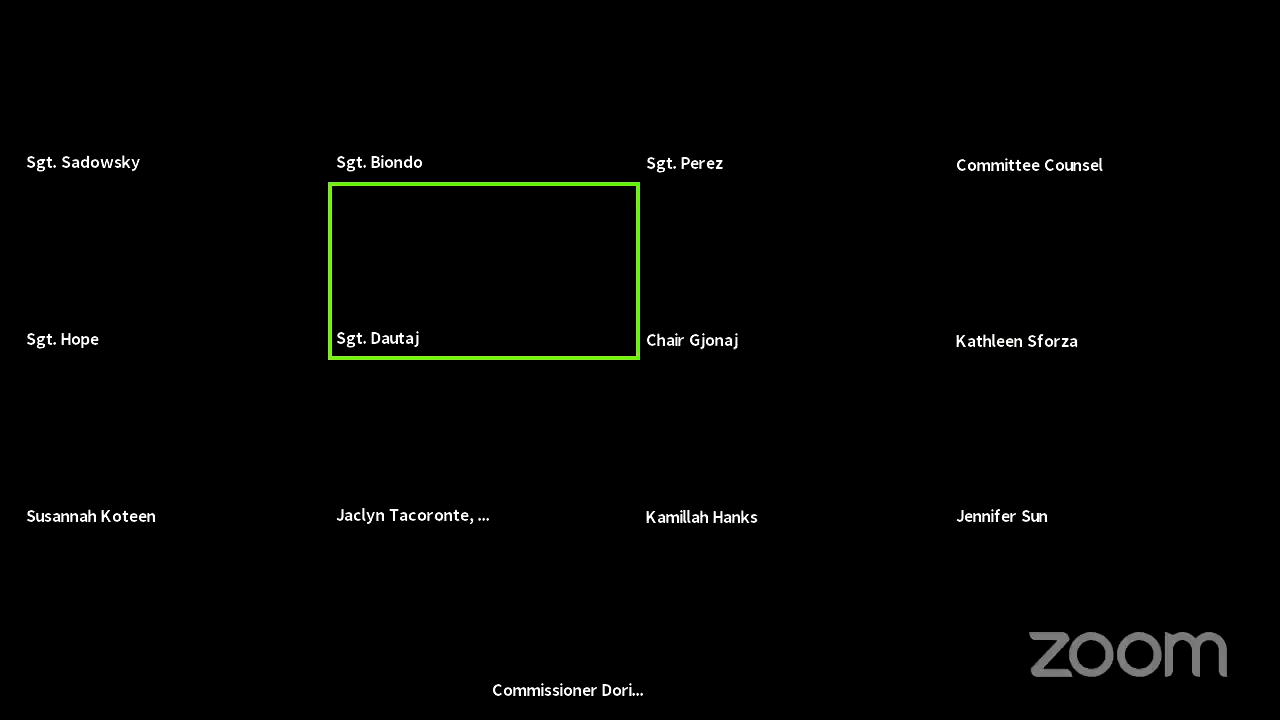 Sgt. Sadowsky
Sgt. Biondo
Sgt. Perez
Committee Counsel
Sgt. Hope
Sgt. Dautaj
Chair Gjonaj
Kathleen Sforza
Susannah Koteen
Jaclyn Tacoronte, ...
Kamillah Hanks
Jennifer Sun
Commissioner Dori...
zoom